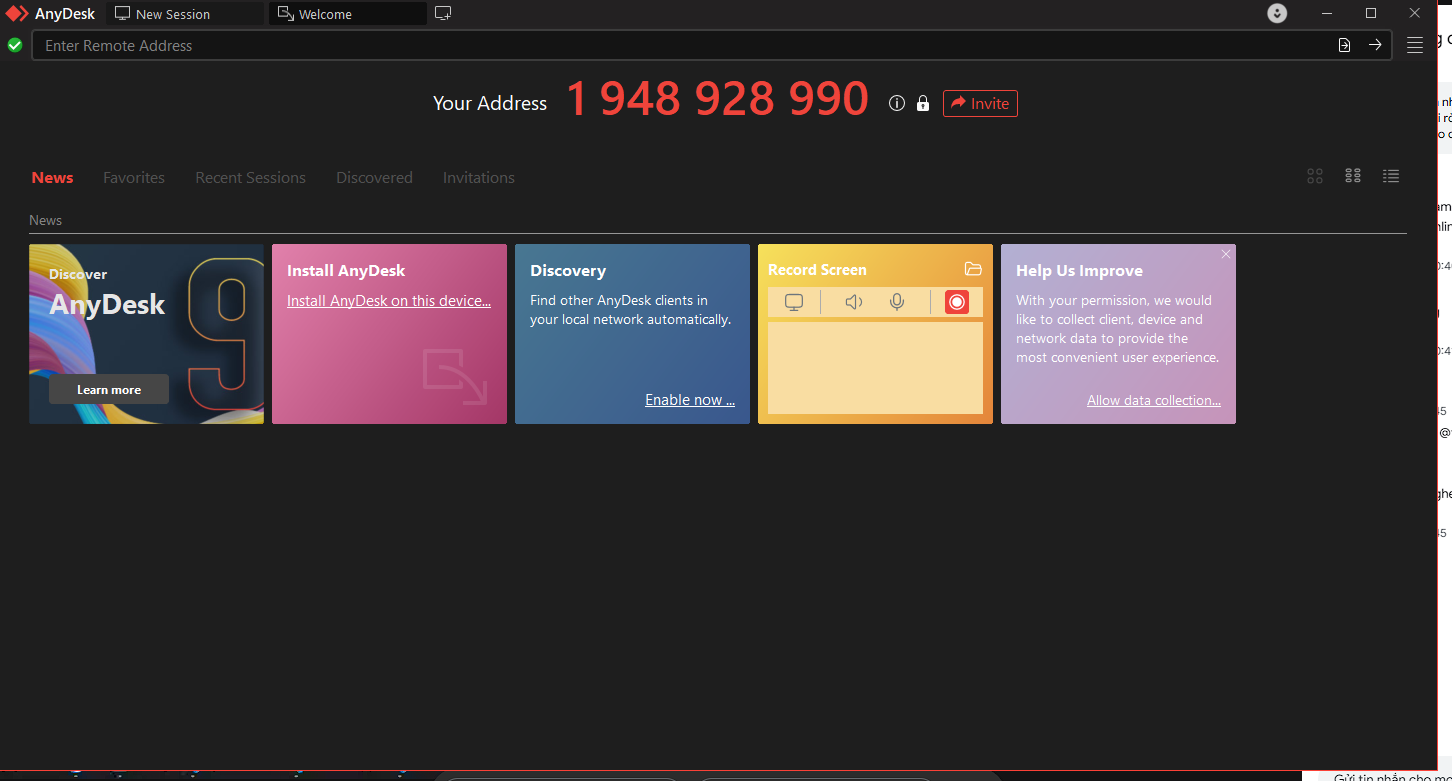 AnyDesk
New Session
Welcome
Enter Remote Address
Your Address 1 948 928 990 Invite
News Favorites Recent Sessions Discovered Invitations
News
Discover
AnyDesk
9
Learn more
Install AnyDesk
Install AnyDesk on this device...
Discovery
Find other AnyDesk clients in
your local network automatically.
Enable now ...
Record Screen
Help Us Improve
With your permission, we would
like to collect client, device and
network data to provide the
most convenient user experience.
Allow data collection...
Gửi tin nhắn cho